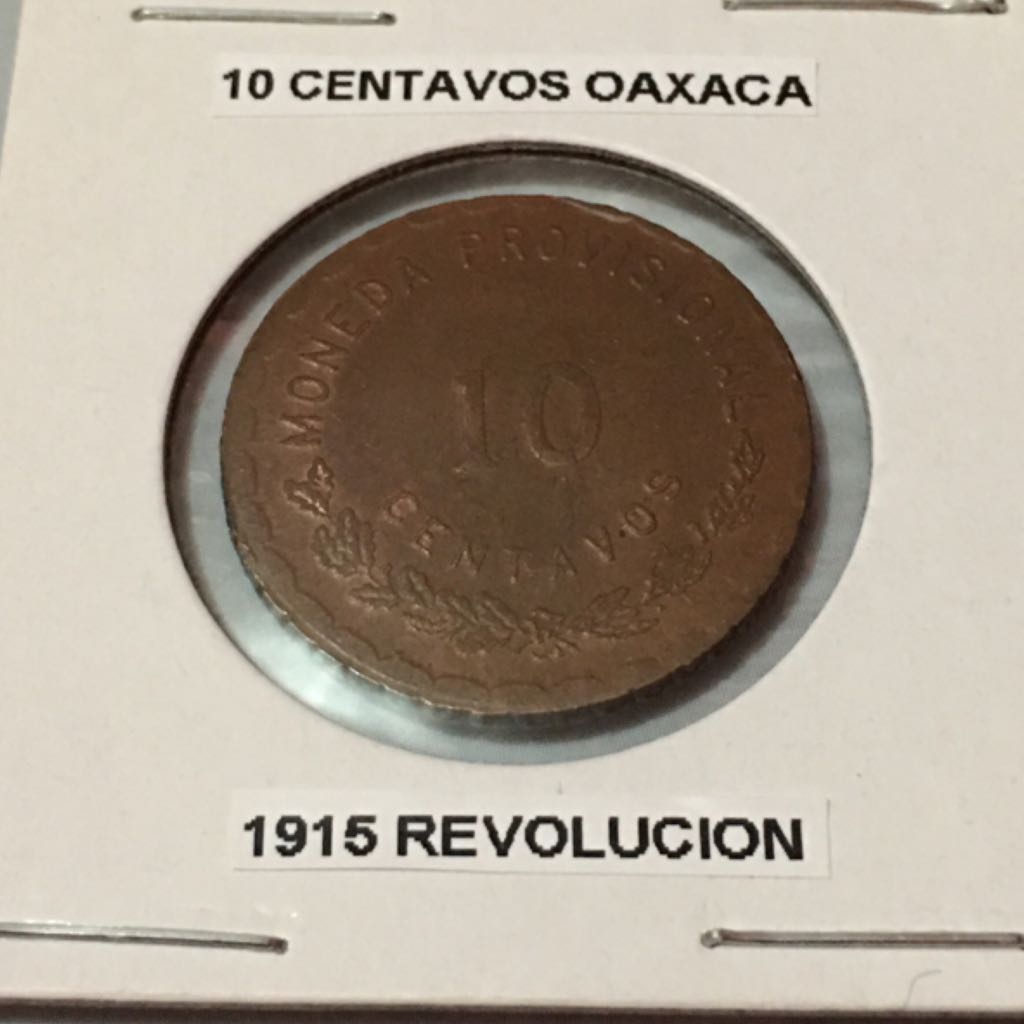 10 CENTAVOS OAXACA
MONEDA PROVISIONAL
10
CENTAVOS
1915 REVOLUCION